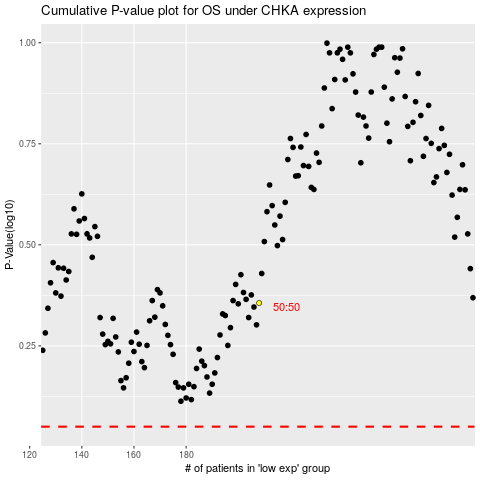 Cumulative P-value plot for OS under CHKA expression
P-Value(log10)
1.00
0.75
0.50
0.25
50:50
120 140 160 180
# of patients in 'low exp' group